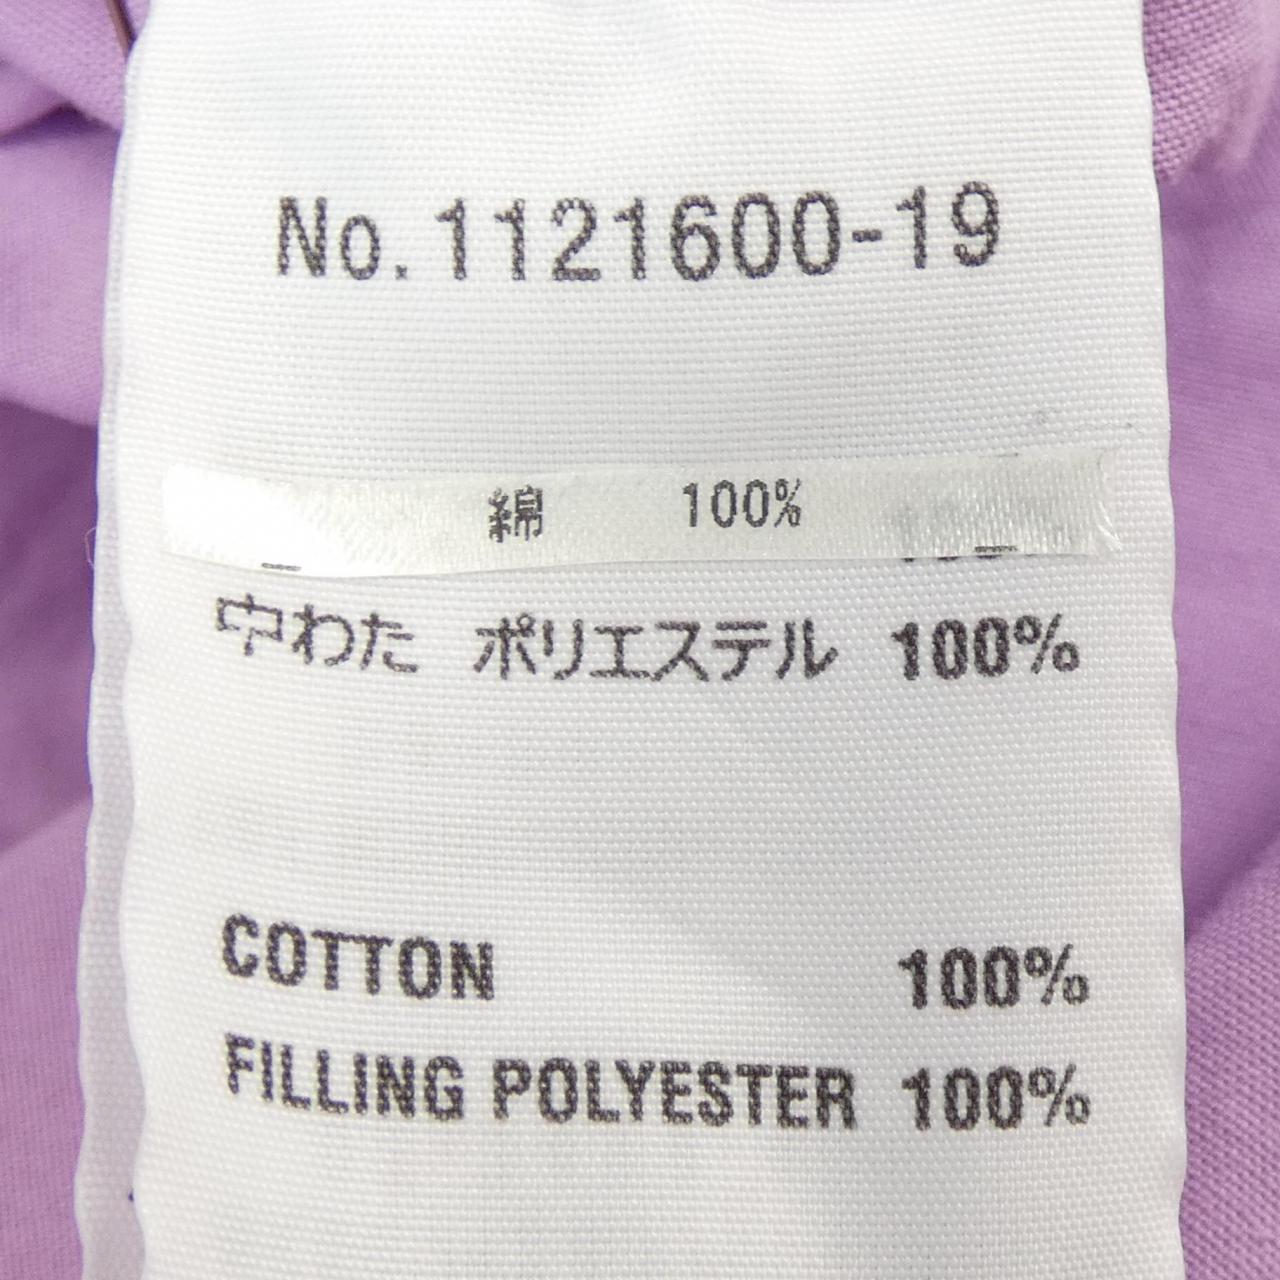 No.1121600-19
綿 100%
中わた ポリエステル 100%
COTTON 100%
FILLING POLYESTER 100%